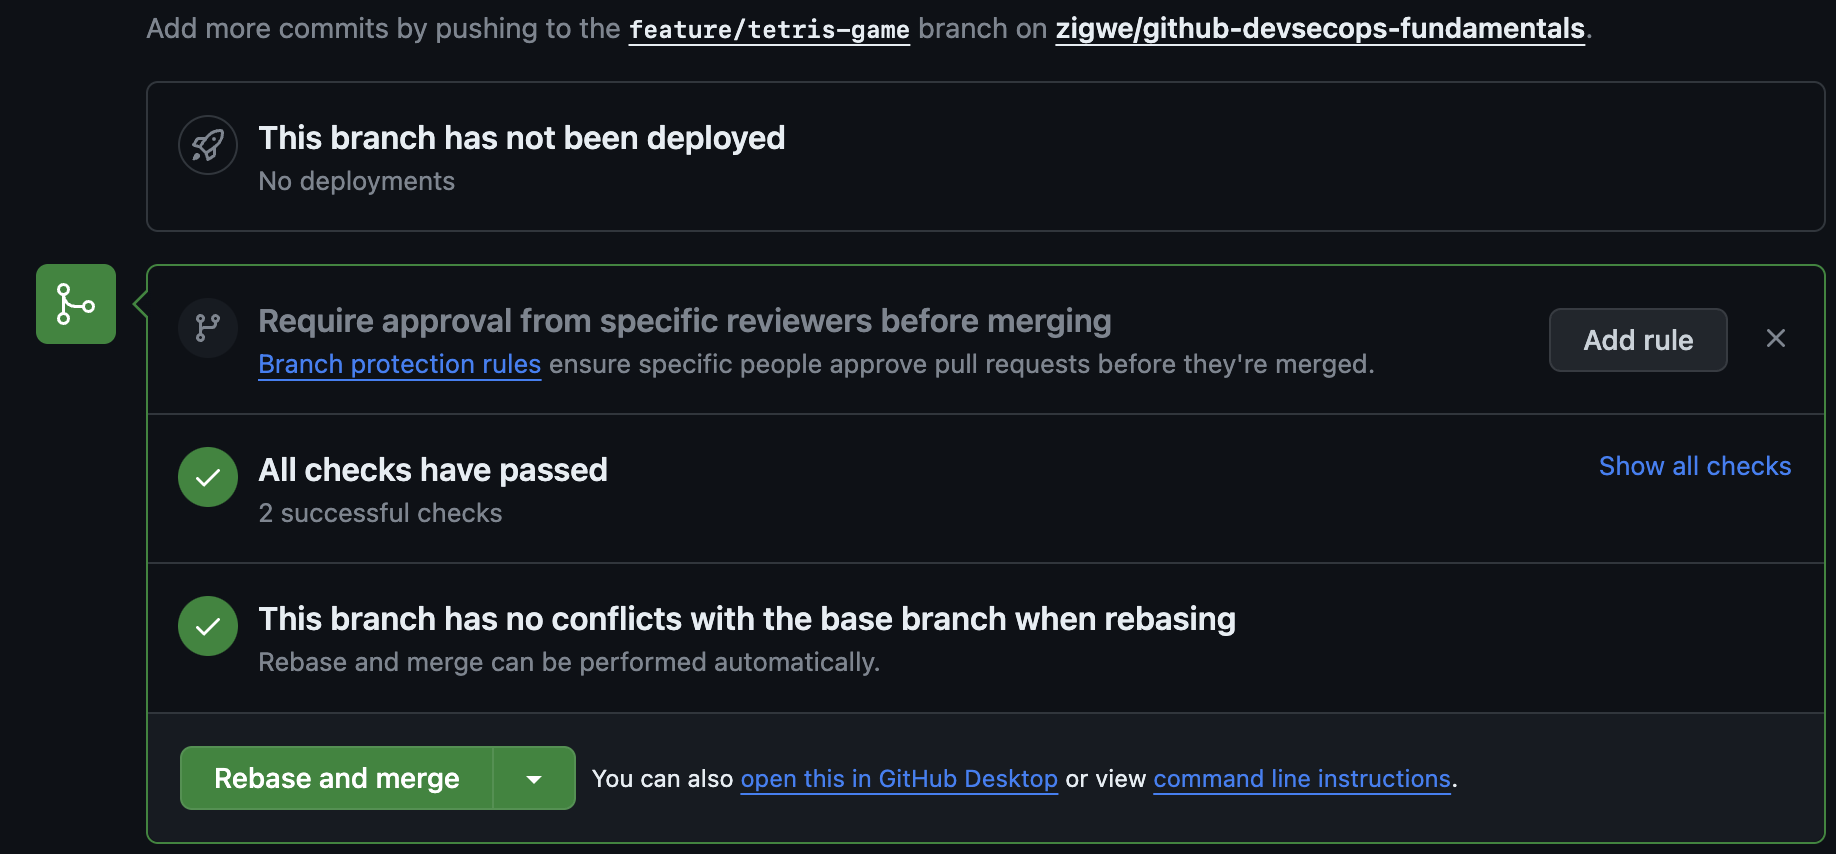 Add more commits by pushing to the feature/tetris-game branch on zigwe/github-devsecops-fundamentals.
This branch has not been deployed
No deployments
Require approval from specific reviewers before merging
Branch protection rules ensure specific people approve pull requests before they're merged.
Add rule
All checks have passed
2 successful checks
Show all checks
This branch has no conflicts with the base branch when rebasing
Rebase and merge can be performed automatically.
Rebase and merge
You can also open this in GitHub Desktop or view command line instructions.